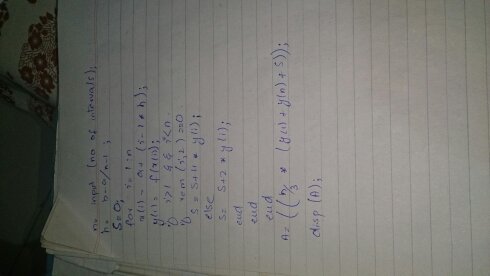 n= input (no of intervals);
h= b-a/n-1;
S=0;
for i=1:n
x(i) = a+(i-1*h);
y(i) = f(x(i));
if i>1 && i<n
if rem(i,2)==0
S = S+4*y(i);
else
S= S+2*y(i);
end
end
end
A= ((h/3 * (y(1)+y(n)+S));
disp (A);